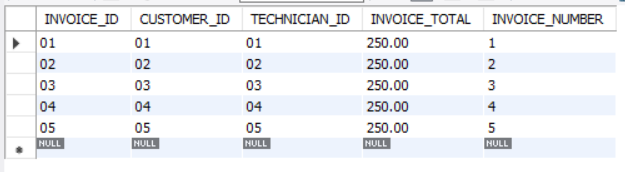 INVOICE_ID CUSTOMER_ID TECHNICIAN_ID INVOICE_TOTAL INVOICE_NUMBER
01 01 01 250.00 1
02 02 02 250.00 2
03 03 03 250.00 3
04 04 04 250.00 4
05 05 05 250.00 5
NULL NULL NULL NULL NULL